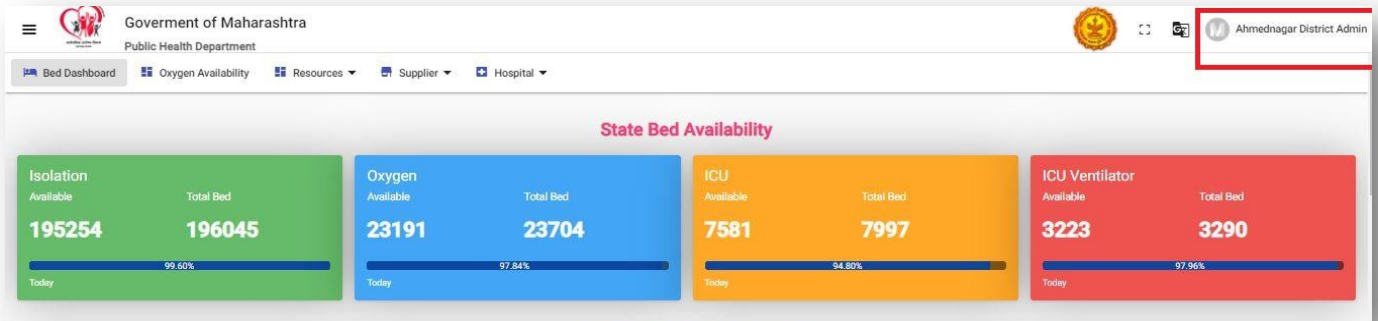 Goverment of Maharashtra
Public Health Department
Ahmednagar District Admin
Bed Dashboard Oxygen Availability Resources Supplier Hospital
State Bed Availability
Isolation
Available Total Bed
195254 196045
99.60%
Today
Oxygen
Available Total Bed
23191 23704
97.84%
Today
ICU
Available Total Bed
7581 7997
94.80%
Today
ICU Ventilator
Available Total Bed
3223 3290
97.96%
Today